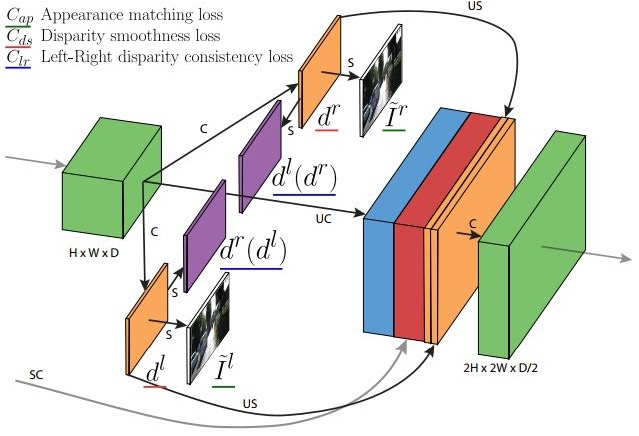 C_ap Appearance matching loss
C_ds Disparity smoothness loss
C_lr Left-Right disparity consistency loss
US
S
C
S
d^r
Ĩ^r
d^l(d^r)
H x W x D
UC
C
C
d^r(d^l)
S
S
d^l
Ĩ^l
2H x 2W x D/2
SC
US